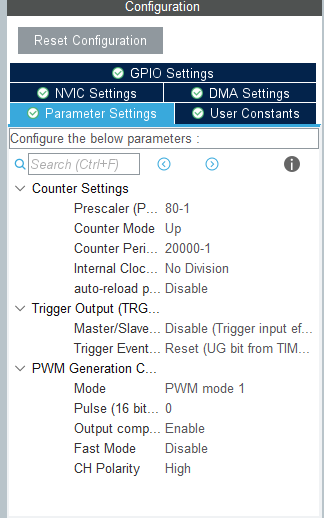 Configuration
Reset Configuration
GPIO Settings
NVIC Settings DMA Settings
Parameter Settings User Constants
Configure the below parameters :
Search (Ctrl+F)
Counter Settings
Prescaler (P... 80-1
Counter Mode Up
Counter Peri... 20000-1
Internal Cloc... No Division
auto-reload p... Disable
Trigger Output (TRG...
Master/Slave... Disable (Trigger input ef...
Trigger Event... Reset (UG bit from TIM...
PWM Generation C...
Mode PWM mode 1
Pulse (16 bit... 0
Output comp... Enable
Fast Mode Disable
CH Polarity High